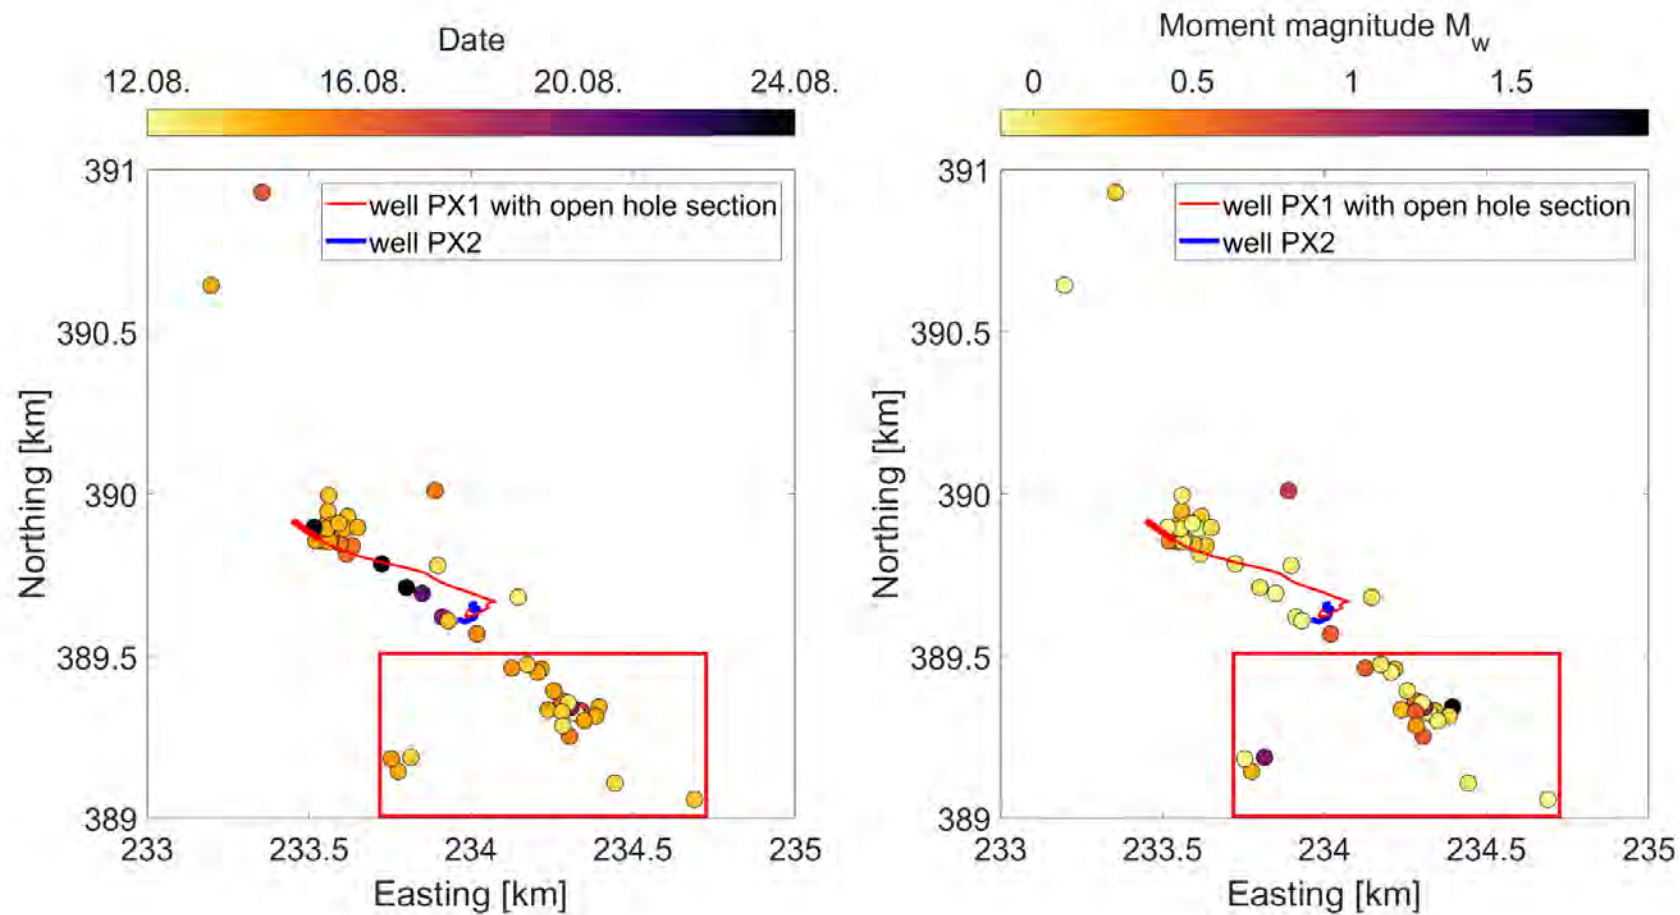 Date
12.08. 16.08. 20.08. 24.08.
391
390.5
390
389.5
389
Northing [km]
well PX1 with open hole section
well PX2
233 233.5 234 234.5 235
Easting [km]
Moment magnitude M_w
0 0.5 1 1.5
391
390.5
390
389.5
389
Northing [km]
well PX1 with open hole section
well PX2
233 233.5 234 234.5 235
Easting [km]